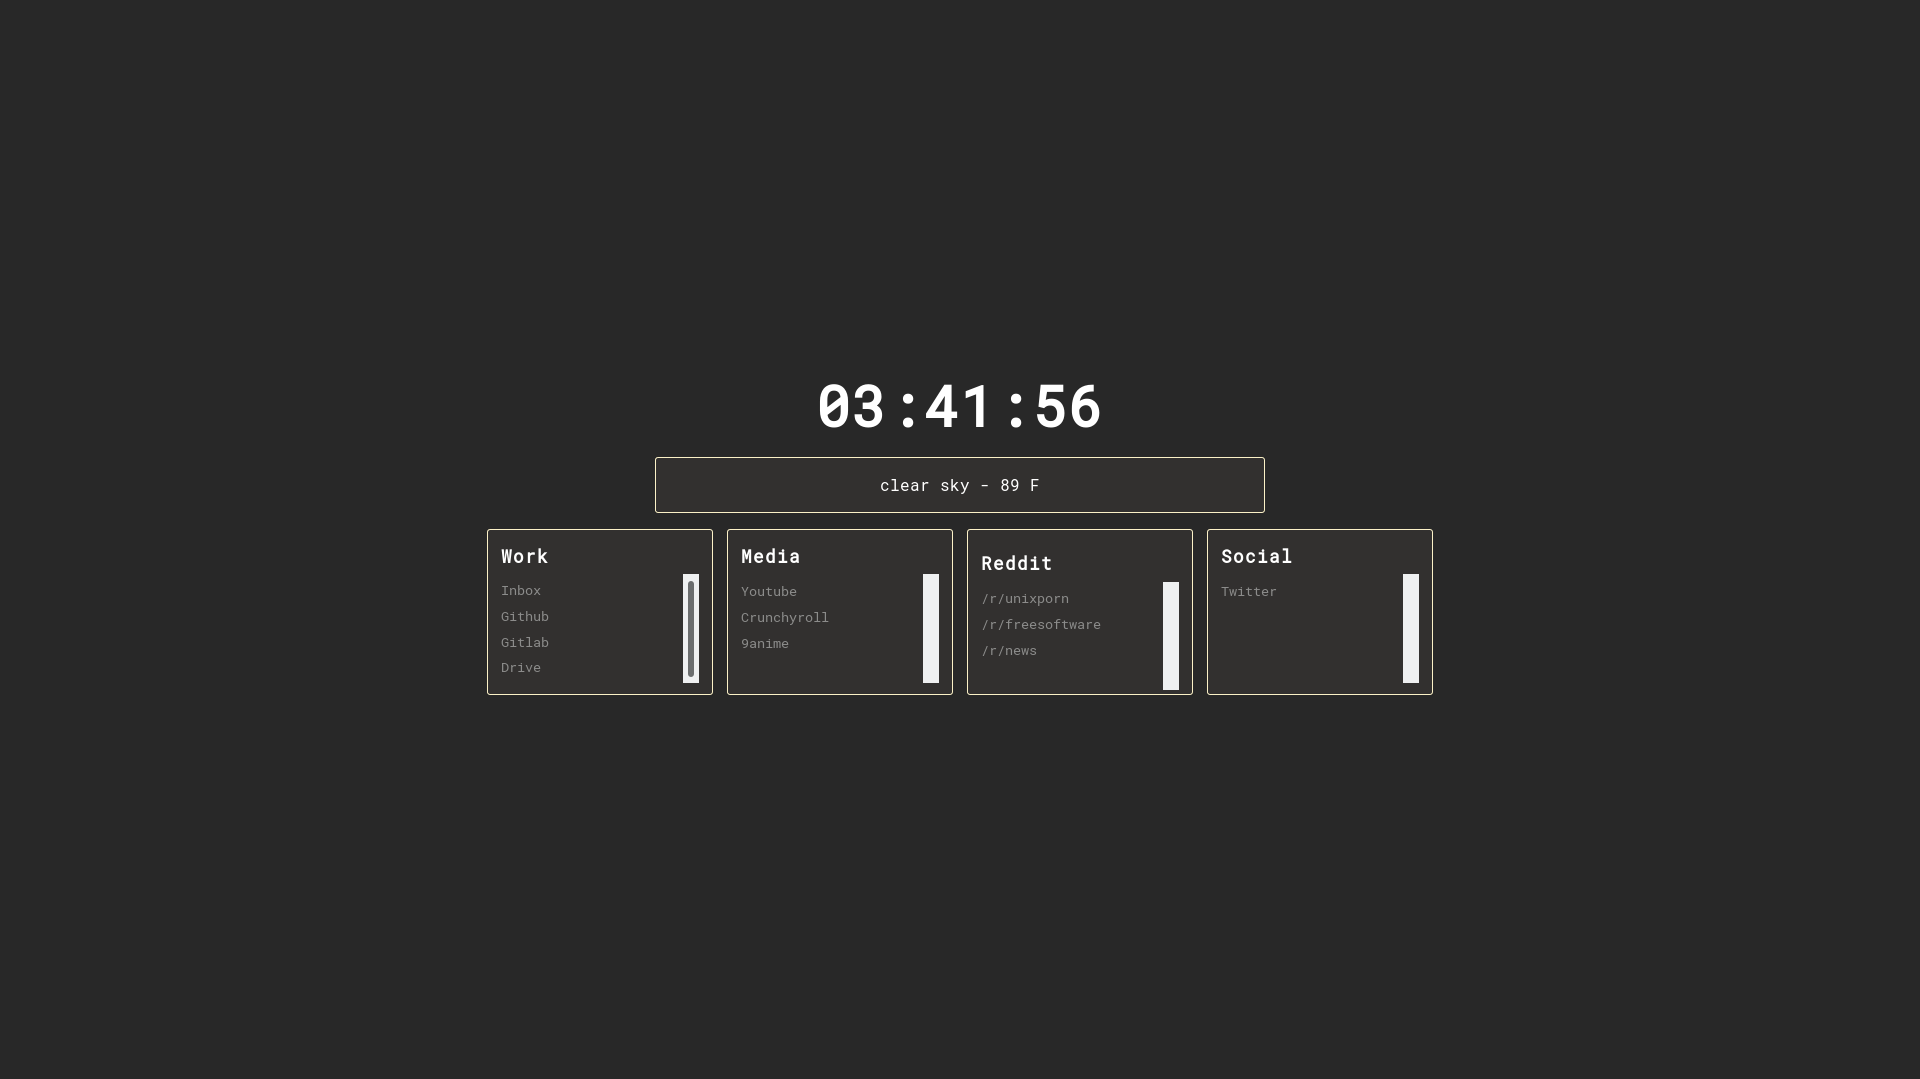 03:41:56
clear sky - 89 F
Work
Inbox
Github
Gitlab
Drive
Media
Youtube
Crunchyroll
9anime
Reddit
/r/unixporn
/r/freesoftware
/r/news
Social
Twitter